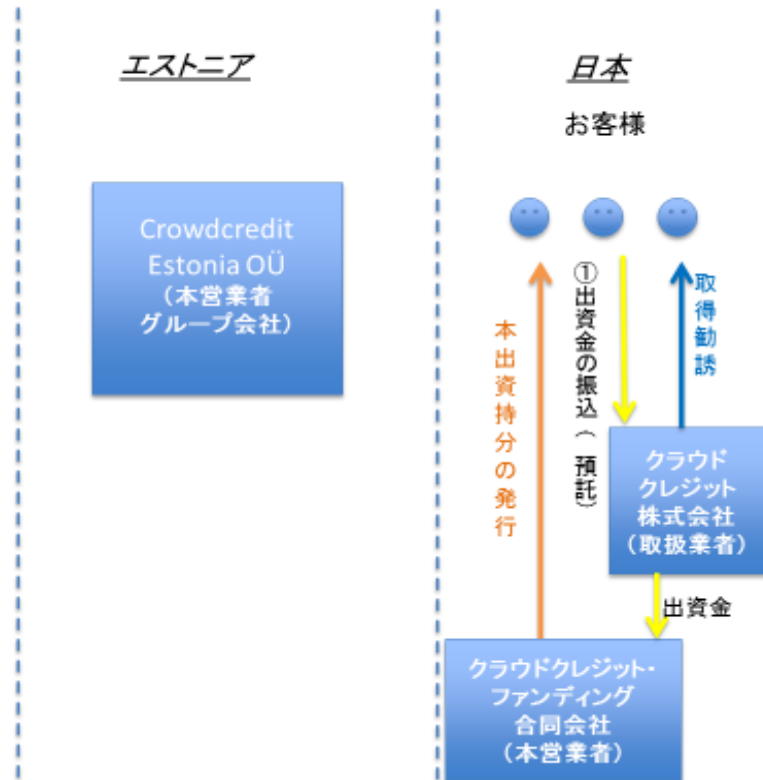 エストニア
日本
お客様
Crowdcredit
Estonia OÜ
（本営業者
グループ会社）
本出資持分の発行
①出資金の振込（ 預託）
取得勧誘
クラウド
クレジット
株式会社
（取扱業者）
出資金
クラウドクレジット・
ファンディング
合同会社
（本営業者）